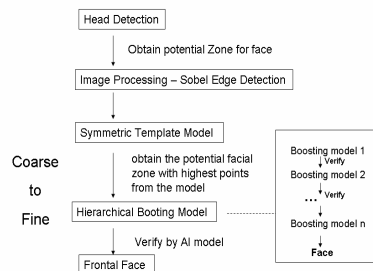 Head Detection
Obtain potential Zone for face
Image Processing – Sobel Edge Detection
Symmetric Template Model
Coarse
to
Fine
obtain the potential facial
zone with highest points
from the model
Hierarchical Booting Model
Verify by AI model
Frontal Face
Boosting model 1
Verify
Boosting model 2
Verify
...
Boosting model n
Face